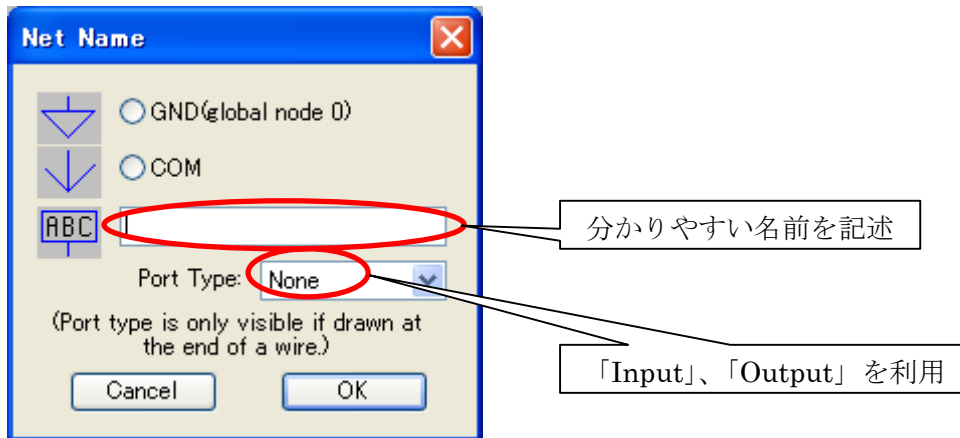 Net Name
GND(global node 0)
COM
ABC
分かりやすい名前を記述
Port Type: None
(Port type is only visible if drawn at
the end of a wire.)
「Input」、「Output」を利用
Cancel OK